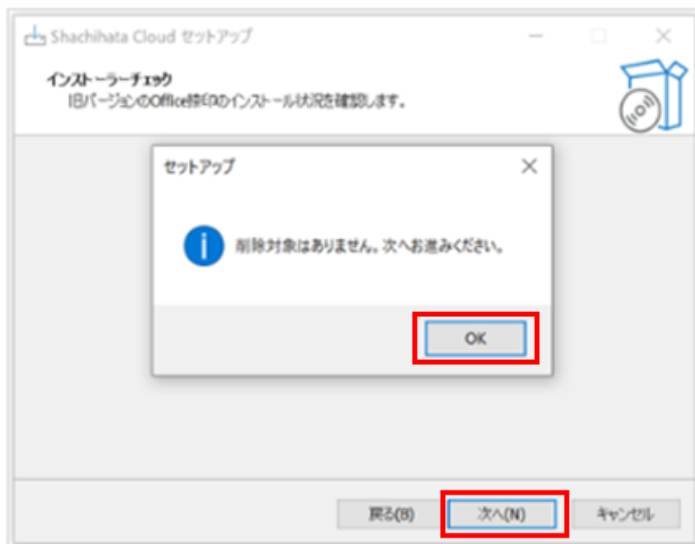 Shachihata Cloud セットアップ
インストーラーチェック
旧バージョンのOffice捺印のインストール状況を確認します。
セットアップ
削除対象はありません。次へお進みください。
OK
戻る(B)
次へ(N)
キャンセル